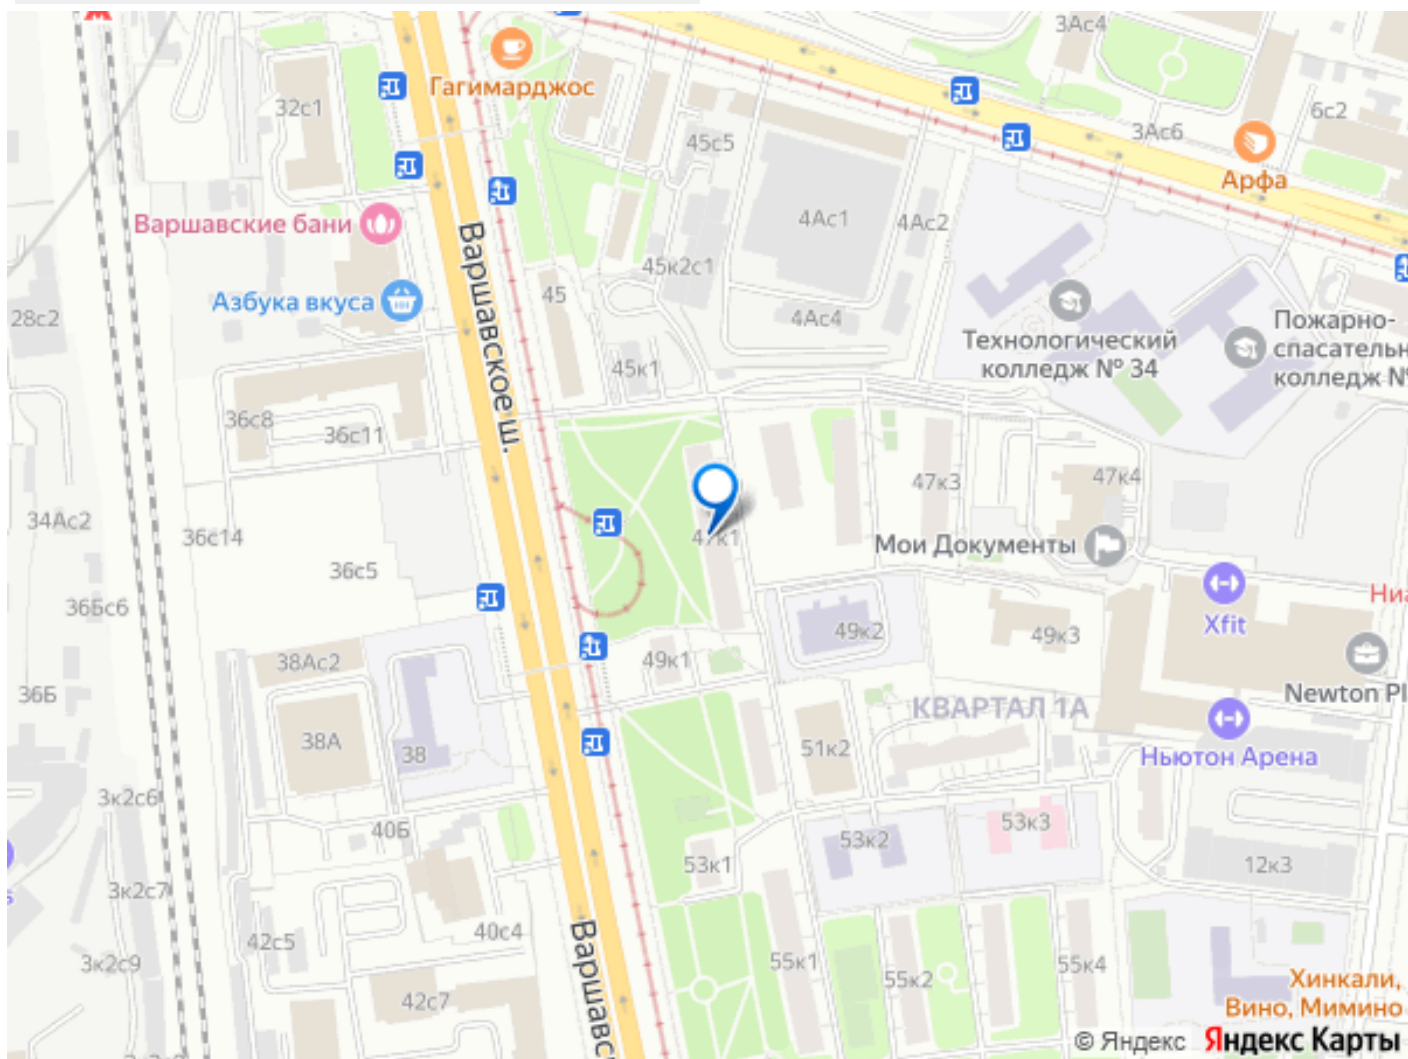 3Ас4
Гагимарджос
32с1
6с2
3Ас6
45с5
Арфа
4Ас1
4Ас2
Варшавские бани
Варшавское ш.
45к2с1
45
Азбука вкуса
28с2
4Ас4
Технологический
колледж № 34
Пожарно-
спасательн
колледж №
45к1
36с8
36с11
47к3
47к4
34Ас2
36с14
47к1
Мои Документы
36с5
36Бс6
Xfit
Ниа
49к2
49к3
49к1
38Ас2
36Б
Newton Pl
КВАРТАЛ 1А
38А
38
51к2
Ньютон Арена
3к2с6
40Б
53к2
53к3
53к1
12к3
3к2с7
42с5
40с4
Варшавс
3к2с9
55к1
55к2
55к4
42с7
Хинкали,
Вино, Мимино
© Яндекс Яндекс Карты